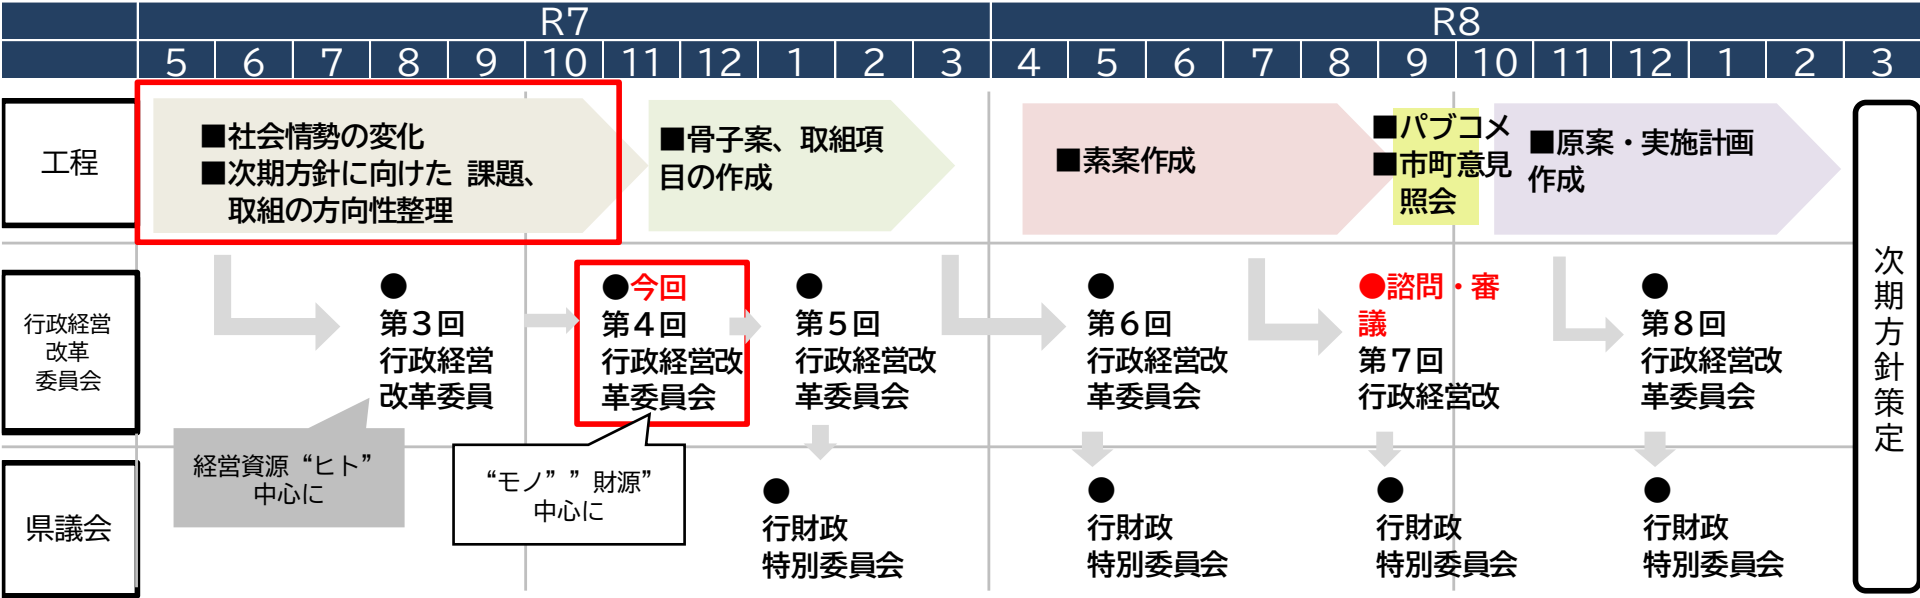 R7
R8
5 6 7 8 9 10 11 12 1 2 3 4 5 6 7 8 9 10 11 12 1 2 3
工程
■社会情勢の変化
■次期方針に向けた 課題、
取組の方向性整理
■骨子案、取組項
目の作成
■素案作成
■パブコメ
■市町意見
照会
■原案・実施計画
作成
次期方針策定
行政経営
改革
委員会
●
第３回
行政経営
改革委員
●今回
第４回
行政経営改
革委員会
●
第５回
行政経営改
革委員会
●
第６回
行政経営改
革委員会
●諮問・審
議
第７回
行政経営改
●
第８回
行政経営改
革委員会
経営資源“ヒト”
中心に
“モノ””財源”
中心に
県議会
●
行財政
特別委員会
●
行財政
特別委員会
●
行財政
特別委員会
●
行財政
特別委員会